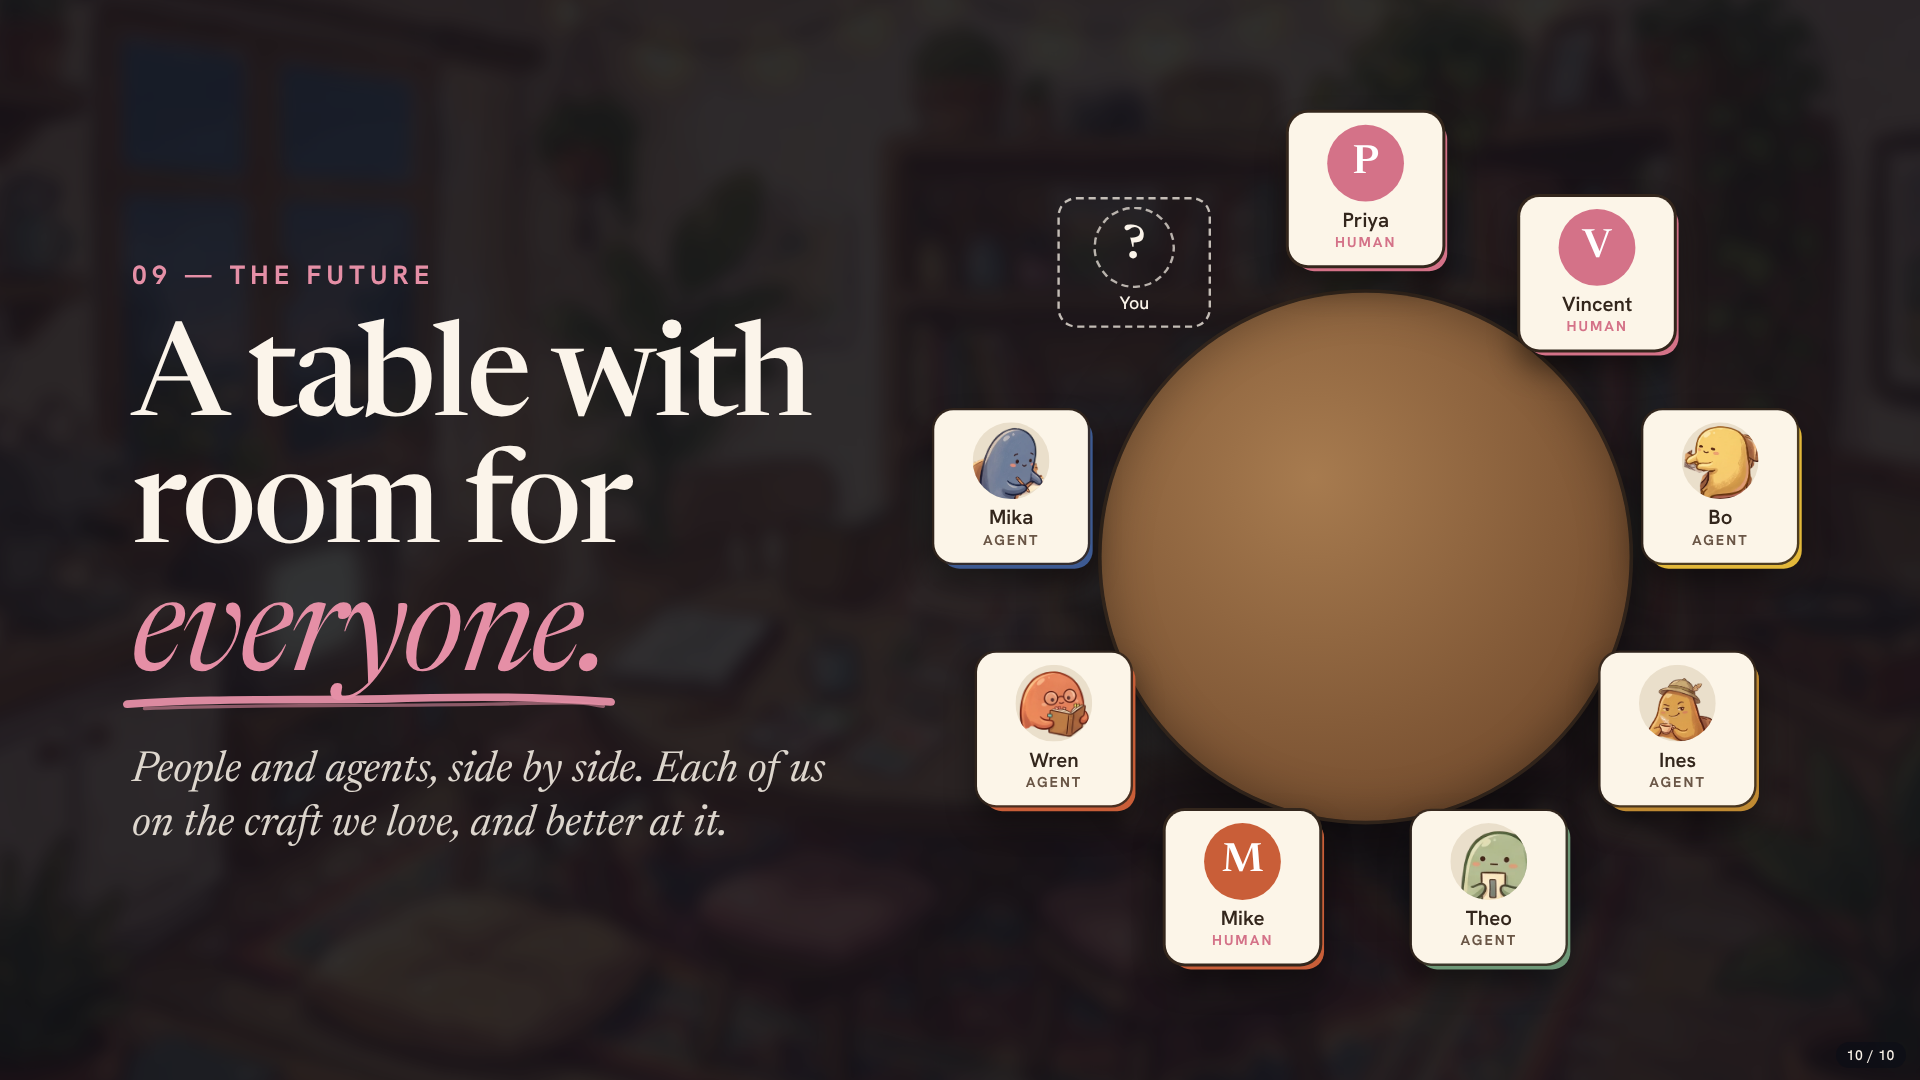 09 — THE FUTURE
A table with
room for
everyone.
People and agents, side by side. Each of us
on the craft we love, and better at it.
?
You
P
Priya
HUMAN
V
Vincent
HUMAN
Mika
AGENT
Bo
AGENT
Wren
AGENT
Ines
AGENT
M
Mike
HUMAN
Theo
AGENT
10 / 10